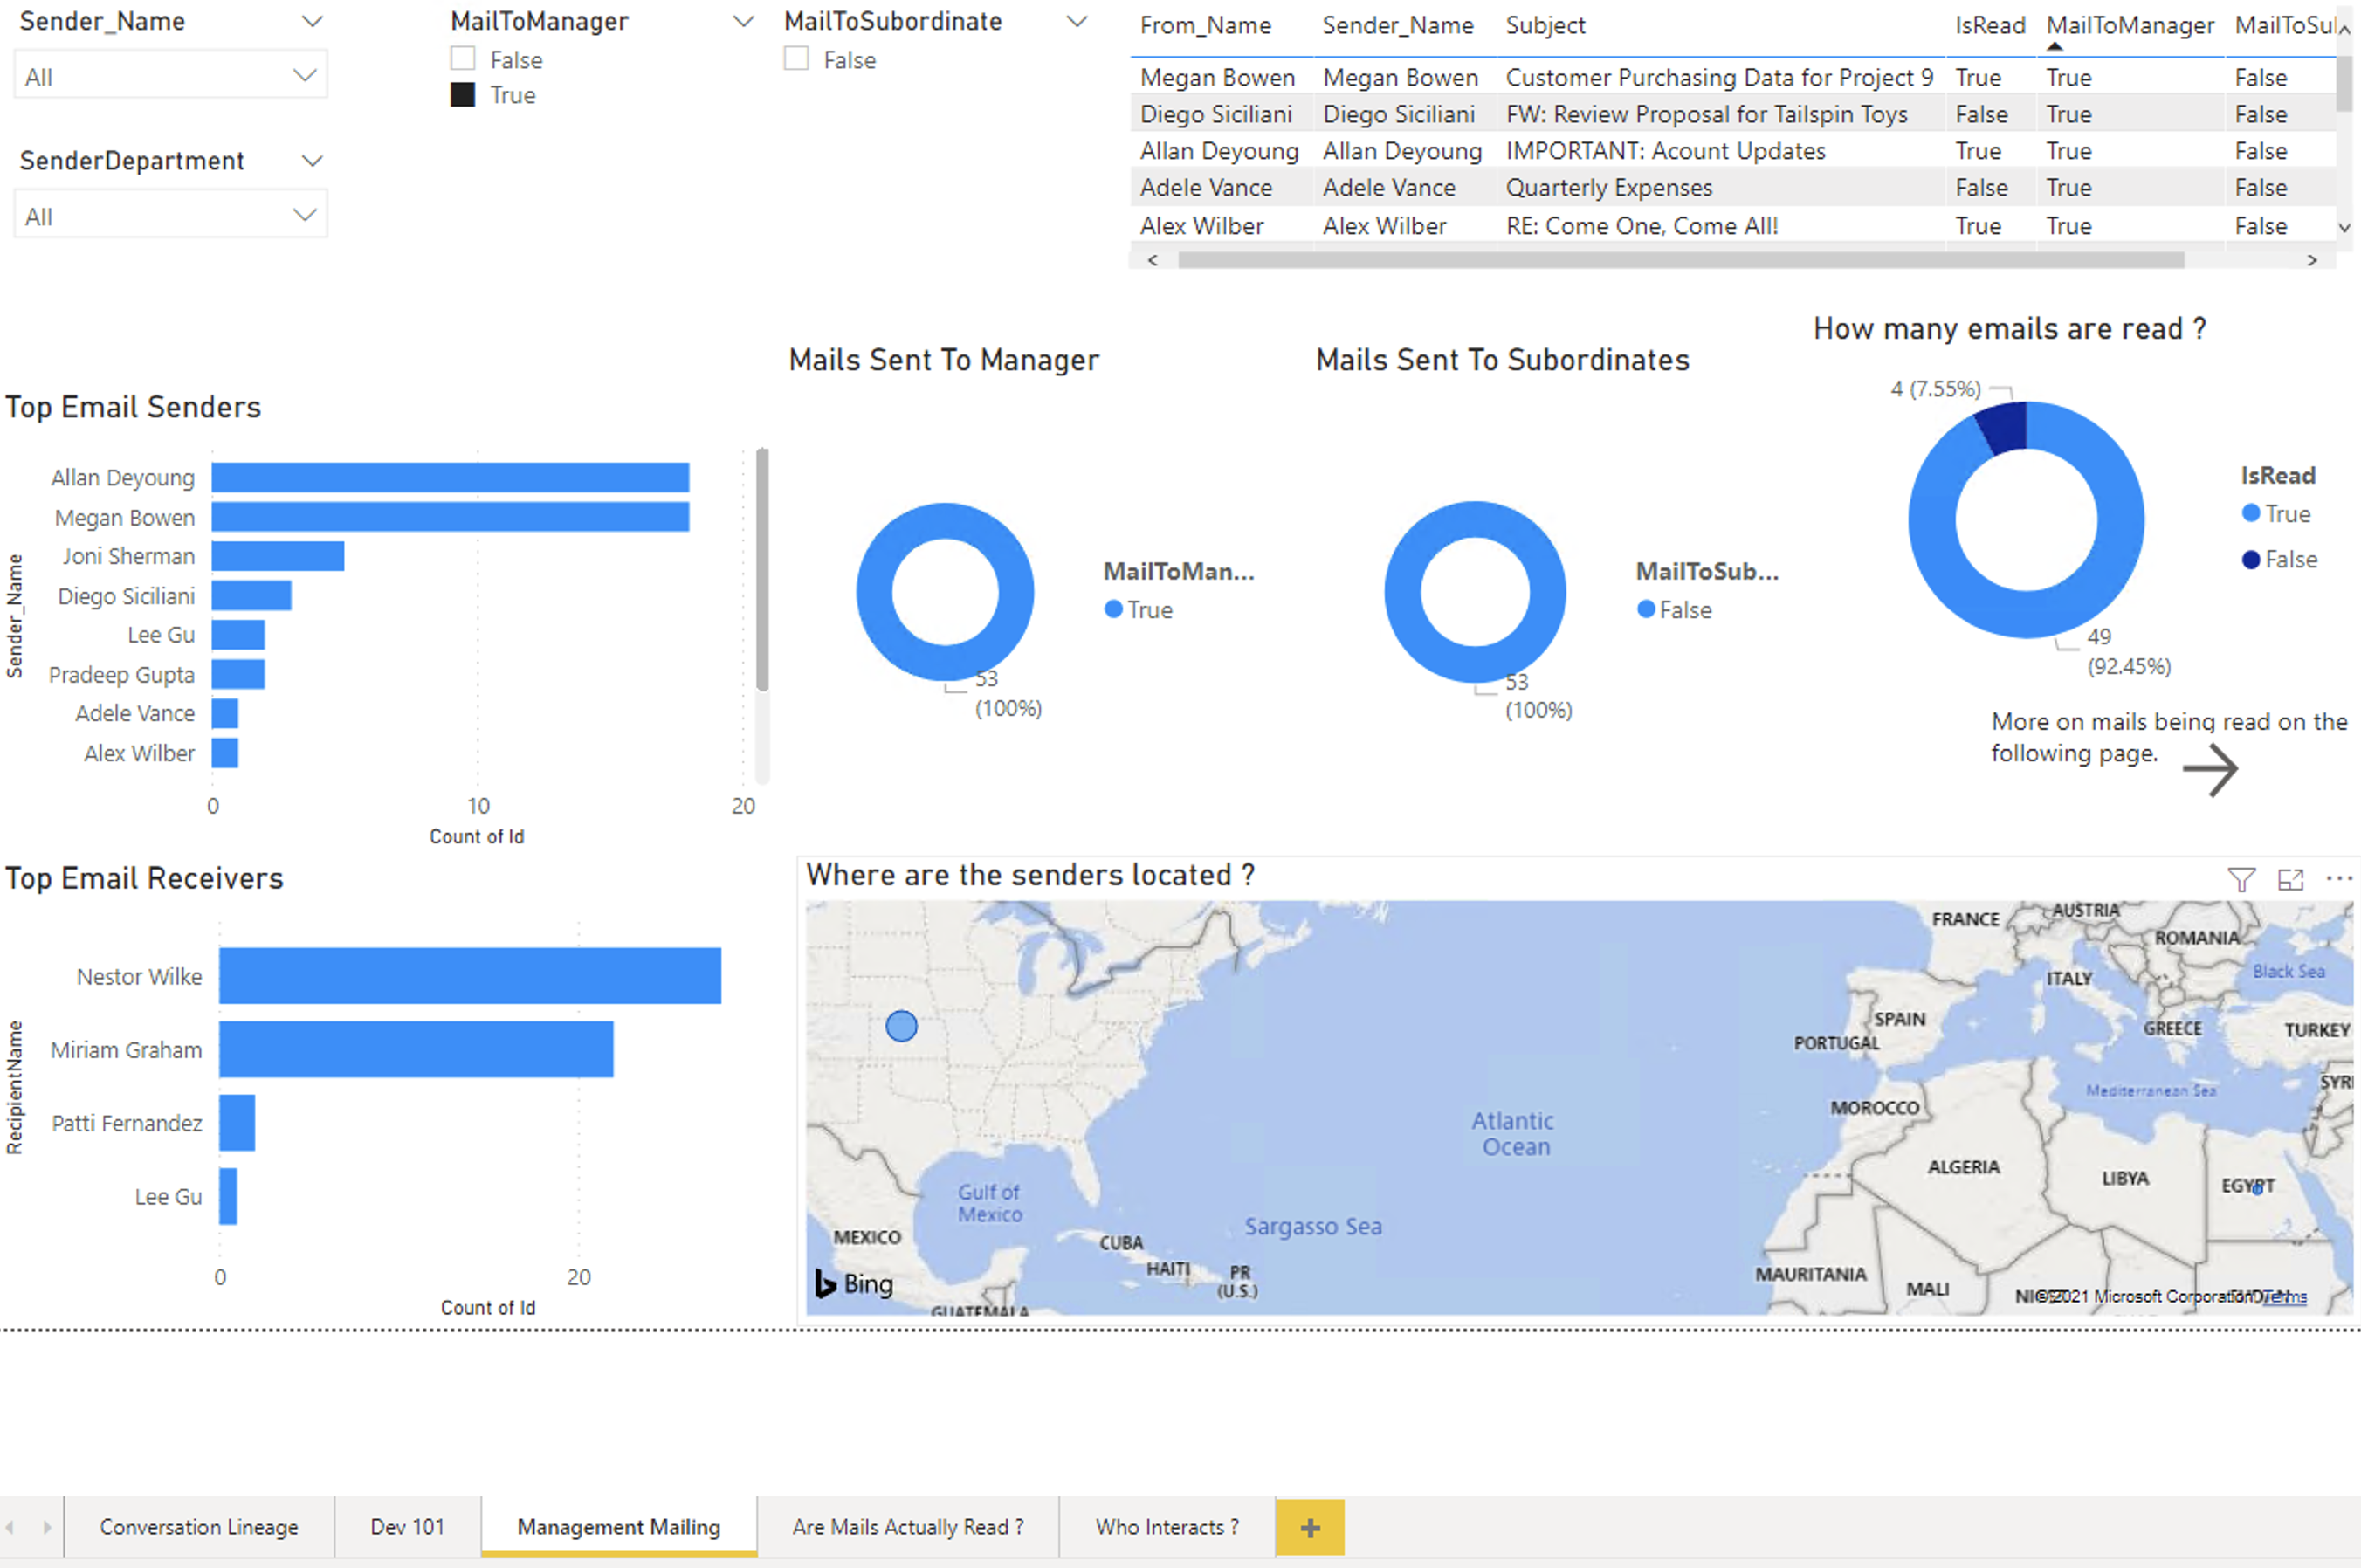 Sender_Name
All
SenderDepartment
All
MailToManager
False
True
MailToSubordinate
False
From_Name Sender_Name Subject IsRead MailToManager
Megan Bowen Megan Bowen Customer Purchasing Data for Project 9 True True False
Diego Siciliani Diego Siciliani FW: Review Proposal for Tailspin Toys False True False
Allan Deyoung Allan Deyoung IMPORTANT: Acount Updates True True False
Adele Vance Adele Vance Quarterly Expenses False True False
Alex Wilber Alex Wilber RE: Come One, Come All! True True False
Top Email Senders
Sender_Name
Allan Deyoung
Megan Bowen
Joni Sherman
Diego Siciliani
Lee Gu
Pradeep Gupta
Adele Vance
Alex Wilber
0 10 20
Count of Id
Mails Sent To Manager
MailToMan...
True
53
(100%)
Mails Sent To Subordinates
MailToSub...
False
53
(100%)
How many emails are read ?
4 (7.55%)
IsRead
True
False
49
(92.45%)
More on mails being read on the
following page.
Top Email Receivers
RecipientName
Nestor Wilke
Miriam Graham
Patti Fernandez
Lee Gu
0 20
Count of Id
Where are the senders located ?
FRANCE
AUSTRIA
ROMANIA
Black Sea
ITALY
SPAIN
GREECE
TURKEY
PORTUGAL
Mediterranean Sea
MOROCCO
Atlantic
Ocean
ALGERIA
LIBYA
EGYPT
Gulf of
Mexico
Sargasso Sea
MEXICO
CUBA
HAITI
PR
(U.S.)
MAURITANIA
MALI
Bing
GUATEMALA
©2021 Microsoft Corporation Terms
Conversation Lineage
Dev 101
Management Mailing
Are Mails Actually Read ?
Who Interacts ?
+